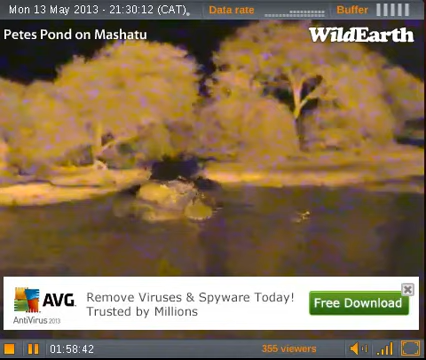 Mon 13 May 2013 - 21:30:12 (CAT)
Data rate
Buffer
Petes Pond on Mashatu
WildEarth
AVG
AntiVirus 2013
Remove Viruses & Spyware Today!
Trusted by Millions
Free Download
01:58:42
355 viewers